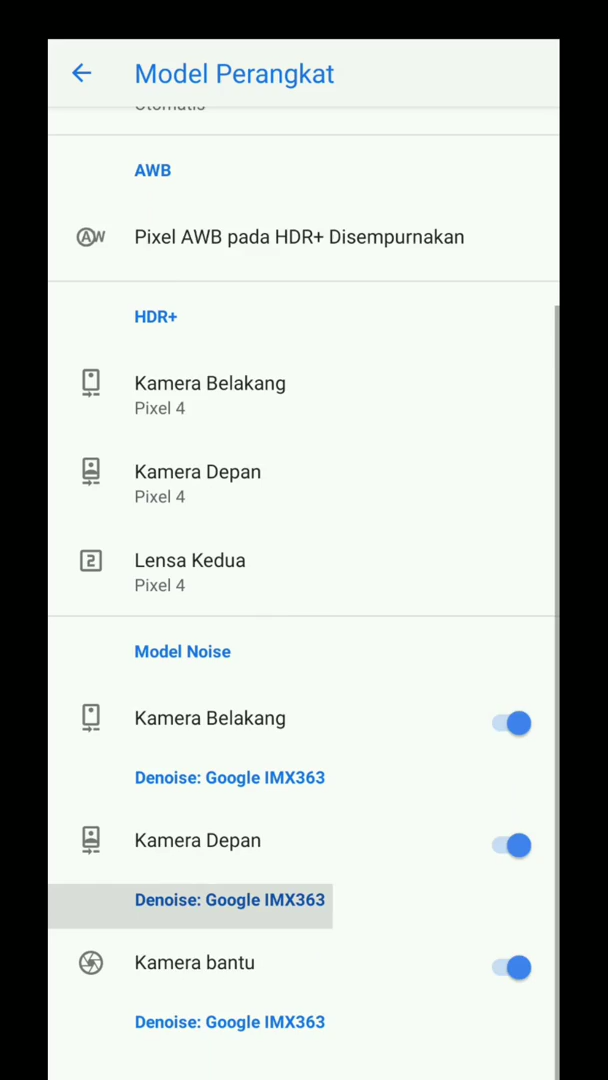 Model Perangkat
Otomatis
AWB
Pixel AWB pada HDR+ Disempurnakan
HDR+
Kamera Belakang
Pixel 4
Kamera Depan
Pixel 4
2
Lensa Kedua
Pixel 4
Model Noise
Kamera Belakang
Denoise: Google IMX363
Kamera Depan
Denoise: Google IMX363
Kamera bantu
Denoise: Google IMX363